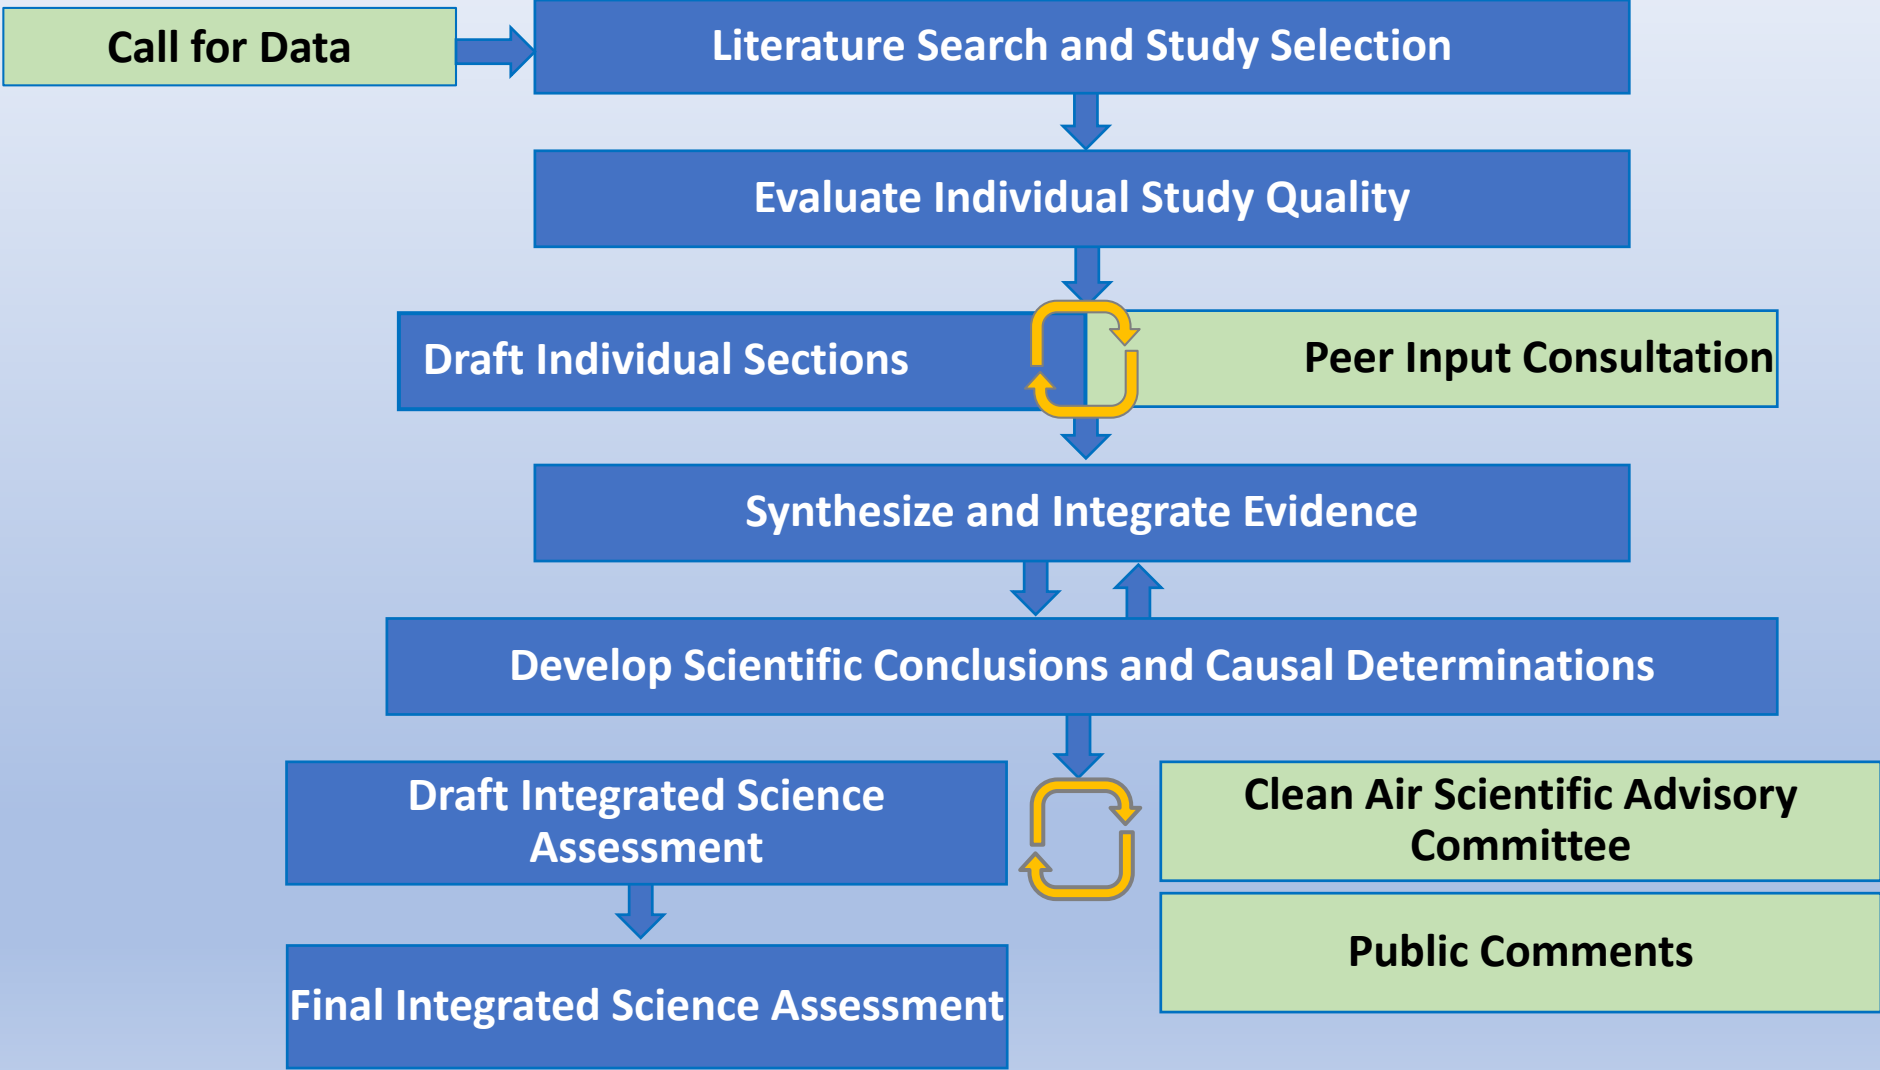 Call for Data
Literature Search and Study Selection
Evaluate Individual Study Quality
Draft Individual Sections
Peer Input Consultation
Synthesize and Integrate Evidence
Develop Scientific Conclusions and Causal Determinations
Draft Integrated Science
Assessment
Clean Air Scientific Advisory
Committee
Public Comments
Final Integrated Science Assessment